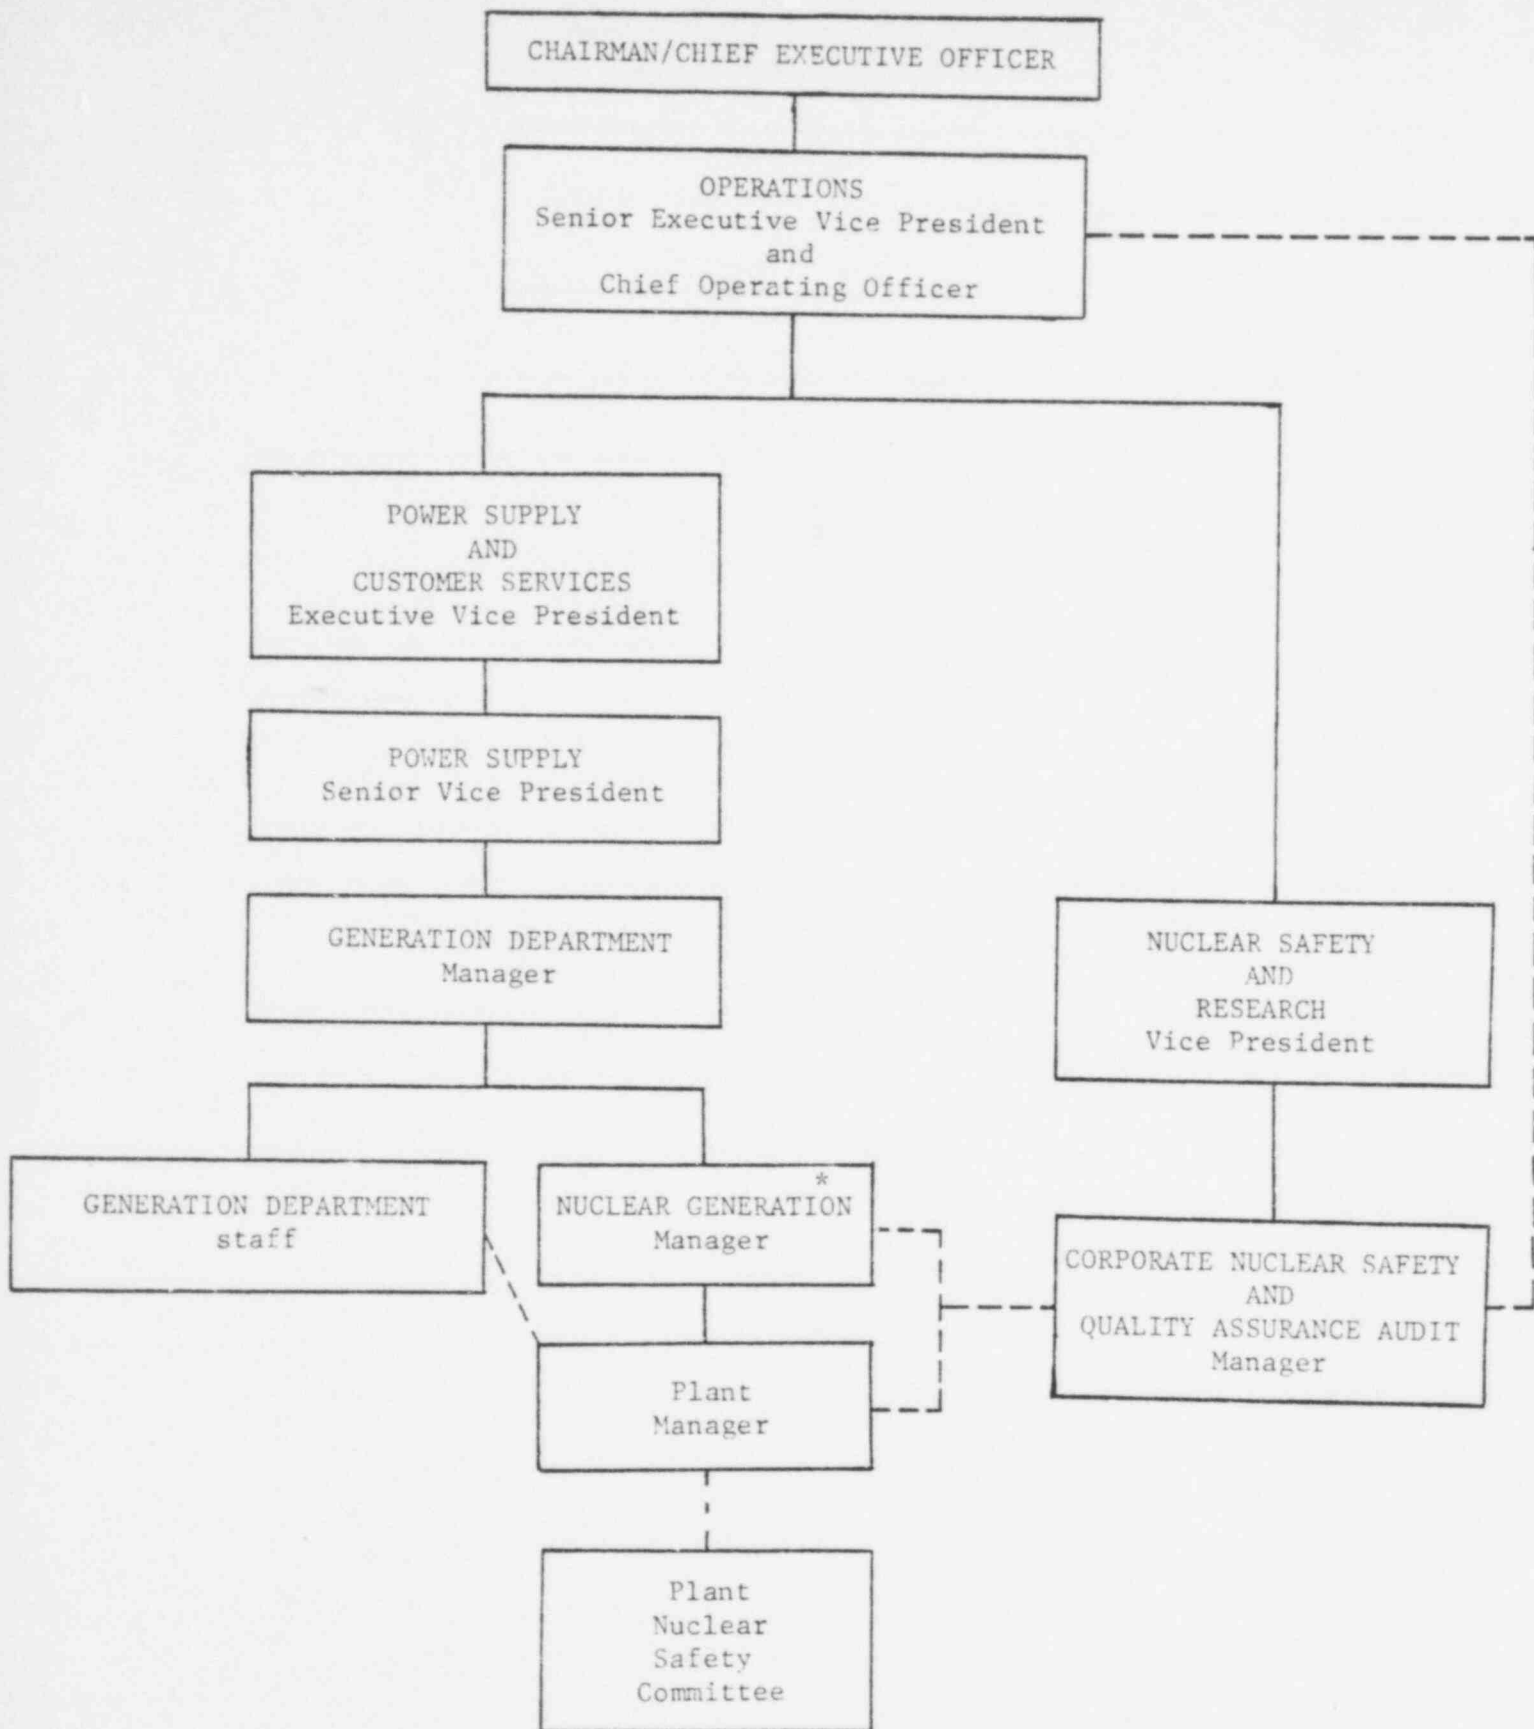 CHAIRMAN/CHIEF EXECUTIVE OFFICER
OPERATIONS
Senior Executive Vice President
and
Chief Operating Officer
POWER SUPPLY
AND
CUSTOMER SERVICES
Executive Vice President
POWER SUPPLY
Senior Vice President
GENERATION DEPARTMENT
Manager
NUCLEAR SAFETY
AND
RESEARCH
Vice President
GENERATION DEPARTMENT
staff
*
NUCLEAR GENERATION
Manager
CORPORATE NUCLEAR SAFETY
AND
QUALITY ASSURANCE AUDIT
Manager
Plant
Manager
Plant
Nuclear
Safety
Committee